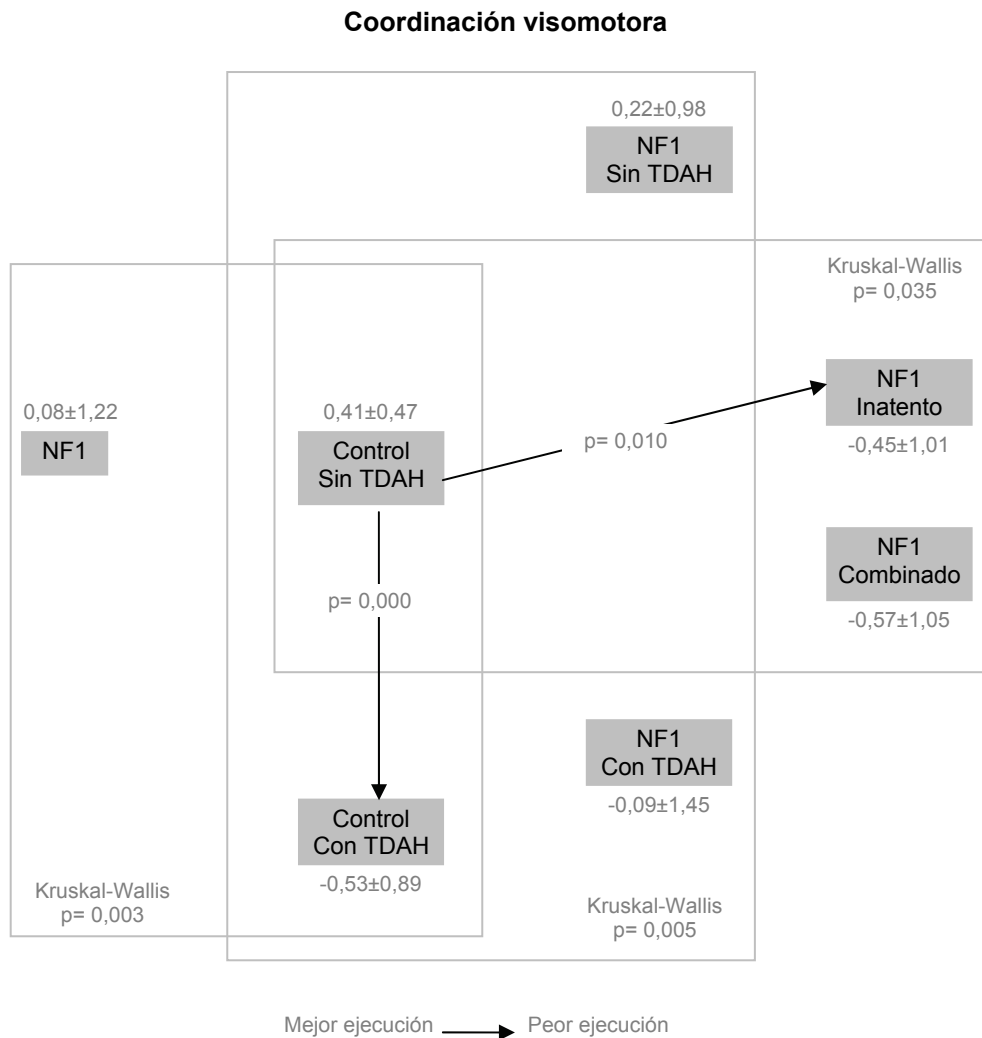 Coordinación visomotora
0,22±0,98
NF1
Sin TDAH
Kruskal-Wallis
p= 0,035
NF1
Inatento
-0,45±1,01
0,08±1,22
NF1
0,41±0,47
Control
Sin TDAH
p= 0,010
NF1
Combinado
-0,57±1,05
p= 0,000
NF1
Con TDAH
-0,09±1,45
Control
Con TDAH
-0,53±0,89
Kruskal-Wallis
p= 0,003
Kruskal-Wallis
p= 0,005
Mejor ejecución Peor ejecución